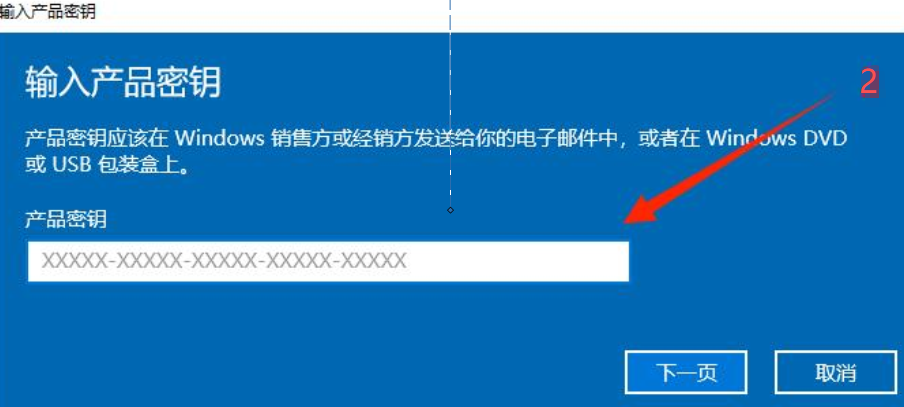 输入产品密钥
输入产品密钥
2
产品密钥应该在 Windows 销售方或经销方发送给你的电子邮件中，或者在 Windows DVD
或 USB 包装盒上。
产品密钥
XXXXX-XXXXX-XXXXX-XXXXX-XXXXX
下一页
取消